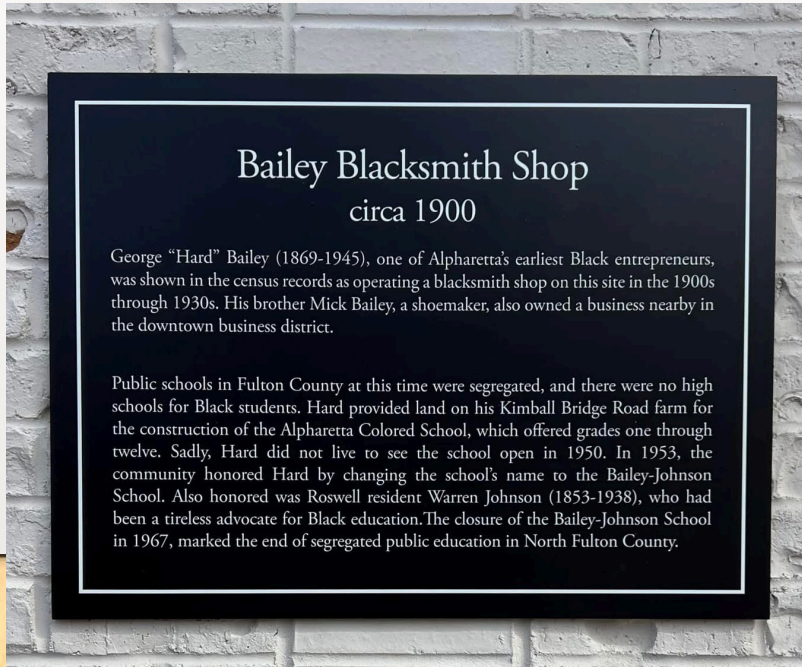 Bailey Blacksmith Shop
circa 1900
George “Hard” Bailey (1869-1945), one of Alpharetta’s earliest Black entrepreneurs,
was shown in the census records as operating a blacksmith shop on this site in the 1900s
through 1930s. His brother Mick Bailey, a shoemaker, also owned a business nearby in
the downtown business district.
Public schools in Fulton County at this time were segregated, and there were no high
schools for Black students. Hard provided land on his Kimball Bridge Road farm for
the construction of the Alpharetta Colored School, which offered grades one through
twelve. Sadly, Hard did not live to see the school open in 1950. In 1953, the
community honored Hard by changing the school’s name to the Bailey-Johnson
School. Also honored was Roswell resident Warren Johnson (1853-1938), who had
been a tireless advocate for Black education.The closure of the Bailey-Johnson School
in 1967, marked the end of segregated public education in North Fulton County.